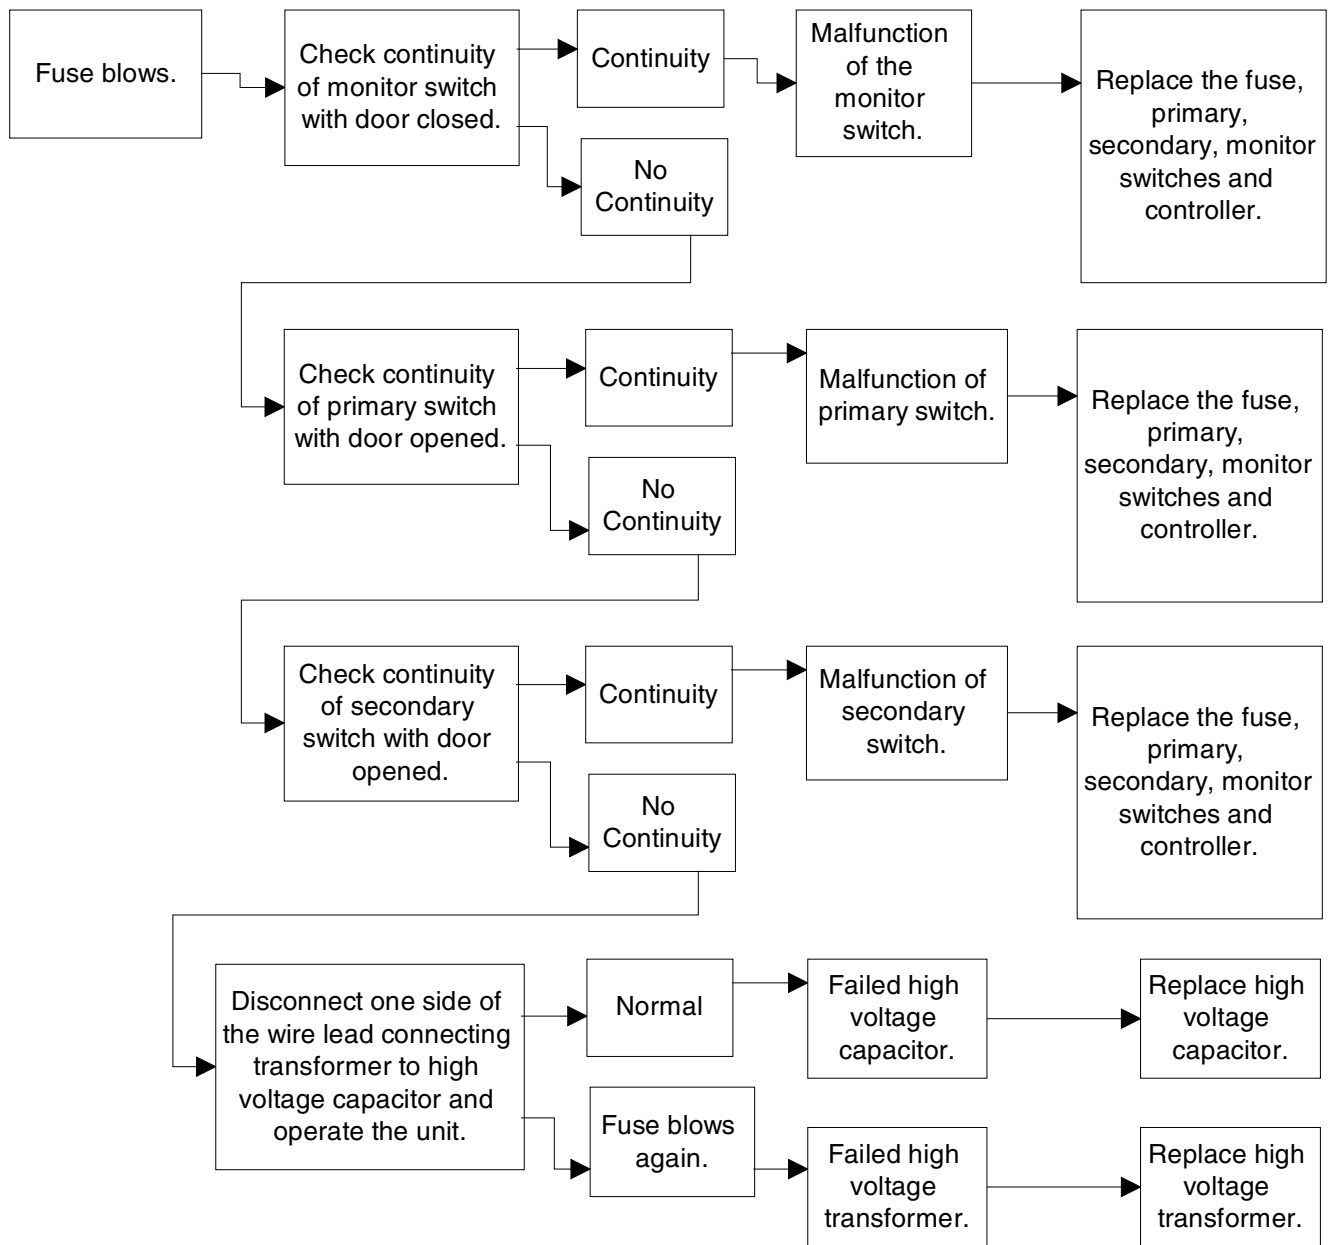 Fuse blows.
Check continuity
of monitor switch
with door closed.
Continuity
Malfunction
of the
monitor
switch.
Replace the fuse,
primary,
secondary, monitor
switches and
controller.
No
Continuity
Check continuity
of primary switch
with door opened.
Continuity
Malfunction of
primary switch.
Replace the fuse,
primary,
secondary, monitor
switches and
controller.
No
Continuity
Check continuity
of secondary
switch with door
opened.
Continuity
Malfunction of
secondary
switch.
Replace the fuse,
primary,
secondary, monitor
switches and
controller.
No
Continuity
Disconnect one side of
the wire lead connecting
transformer to high
voltage capacitor and
operate the unit.
Normal
Failed high
voltage
capacitor.
Replace high
voltage
capacitor.
Fuse blows
again.
Failed high
voltage
transformer.
Replace high
voltage
transformer.